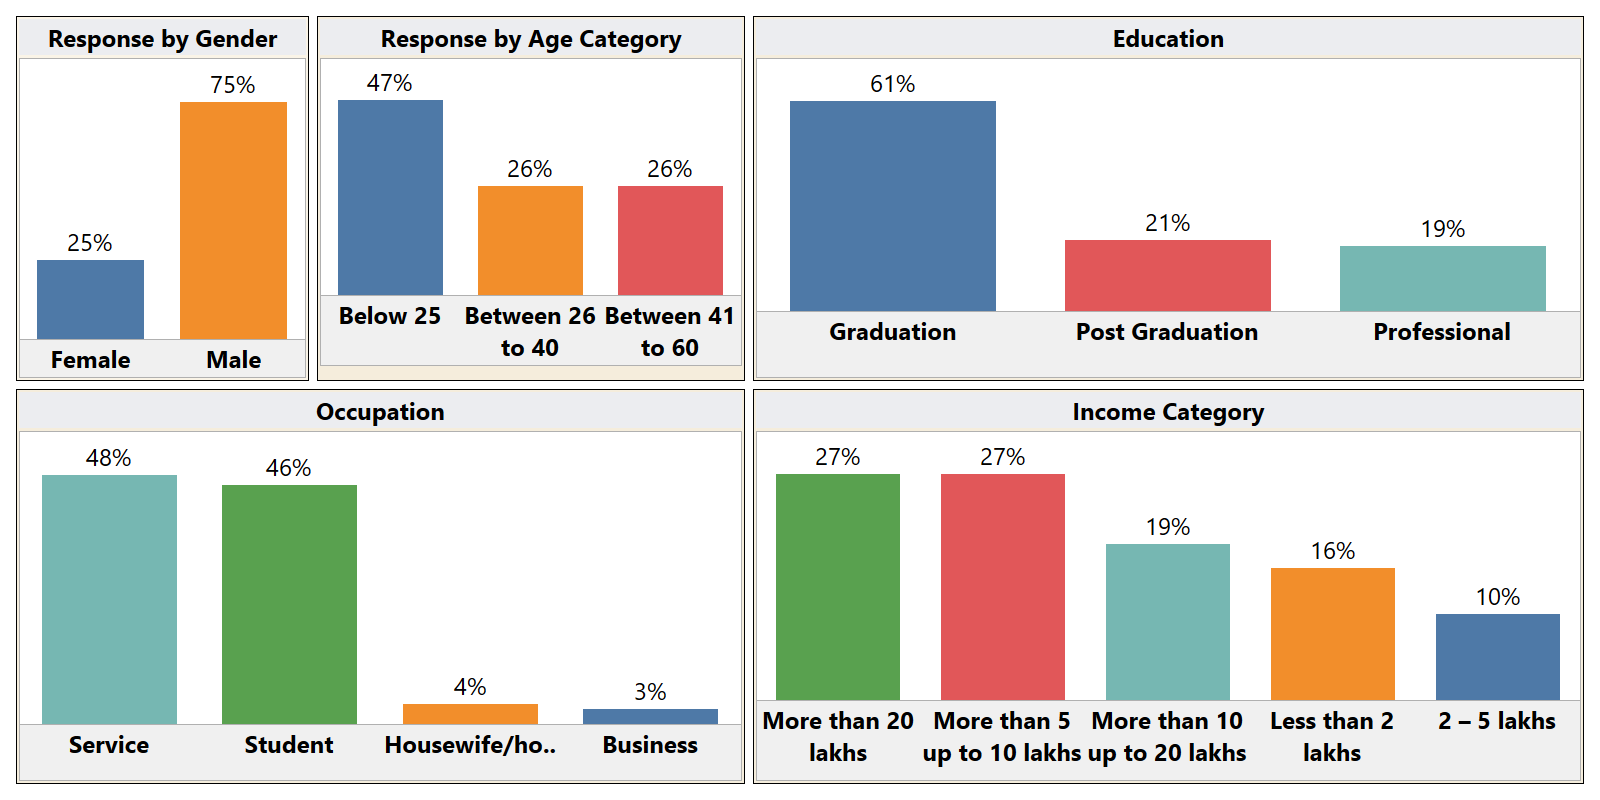 Response by Gender
75%
25%
Female Male
Response by Age Category
47%
26% 26%
Below 25 Between 26 Between 41
to 40 to 60
Education
61%
21%
19%
Graduation Post Graduation Professional
Occupation
48%
46%
4%
3%
Service Student Housewife/ho.. Business
Income Category
27% 27%
19%
16%
10%
More than 20 More than 5 More than 10 Less than 2 2 – 5 lakhs
lakhs up to 10 lakhs up to 20 lakhs lakhs